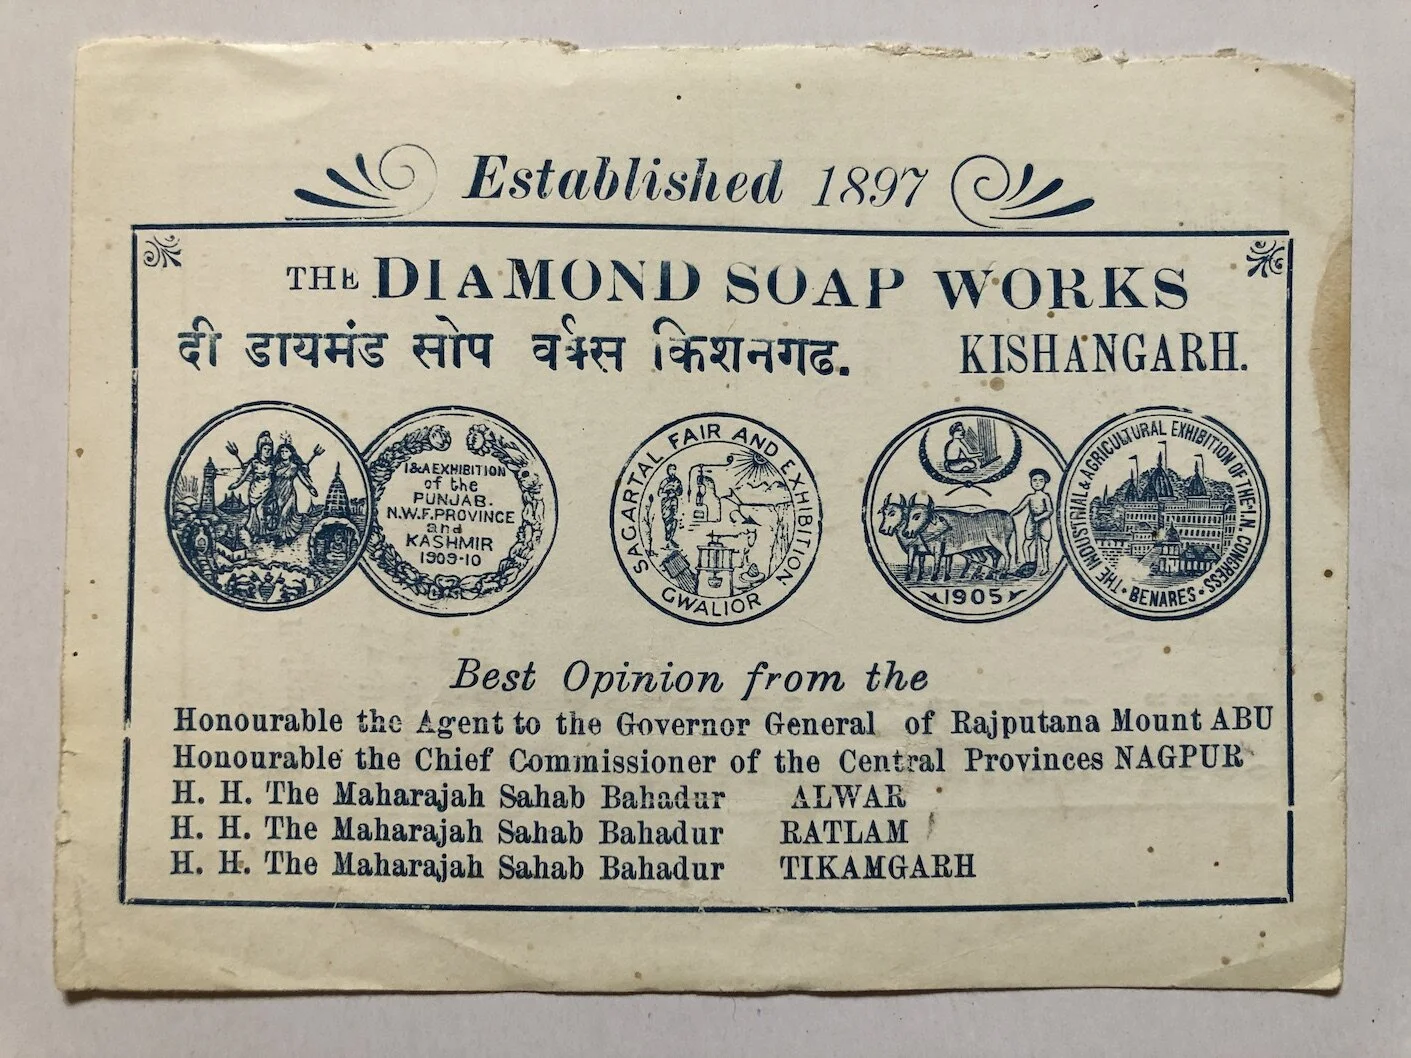 Established 1897
THE DIAMOND SOAP WORKS
दी डायमंड सोप वर्क्स किशनगढ. KISHANGARH.
I & A EXHIBITION
of the
PUNJAB.
N.W.F. PROVINCE
and
KASHMIR
1909-10
SAGARTAL FAIR AND EXHIBITION
GWALIOR
1905
THE INDUSTRIAL & AGRICULTURAL EXHIBITION OF THE IN. CONGRESS · BENARES ·
Best Opinion from the
Honourable the Agent to the Governor General of Rajputana Mount ABU
Honourable the Chief Commissioner of the Central Provinces NAGPUR
H. H. The Maharajah Sahab Bahadur ALWAR
H. H. The Maharajah Sahab Bahadur RATLAM
H. H. The Maharajah Sahab Bahadur TIKAMGARH